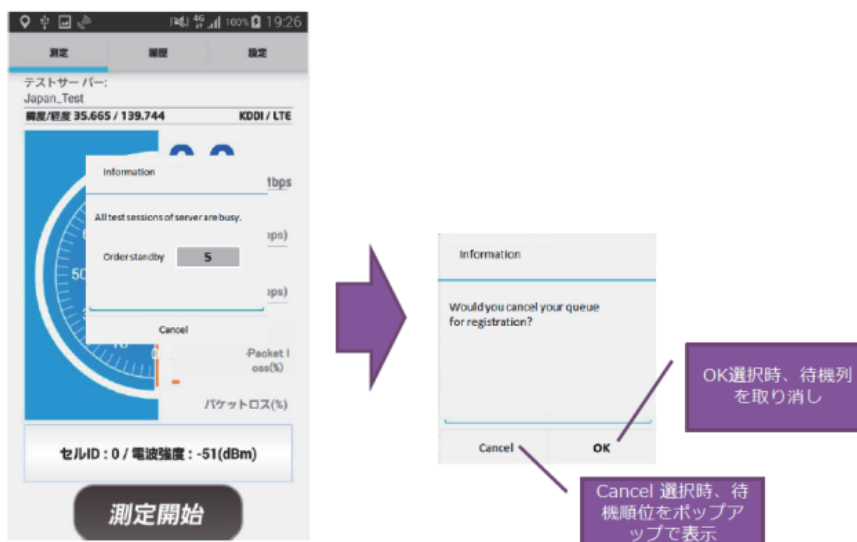 4G 100% 19:26
測定 履歴 設定
テストサーバー:
Japan_Test
緯度/経度 35.665 / 139.744 KDDI / LTE
Information
All test sessions of server are busy.
Order standby 5
Cancel
50
10
Packet l
oss(%)
パケットロス(%)
セルID : 0 / 電波強度 : -51(dBm)
測定開始
Information
Would you cancel your queue
for registration?
Cancel OK
OK選択時、待機列
を取り消し
Cancel 選択時、待
機順位をポップア
ップで表示